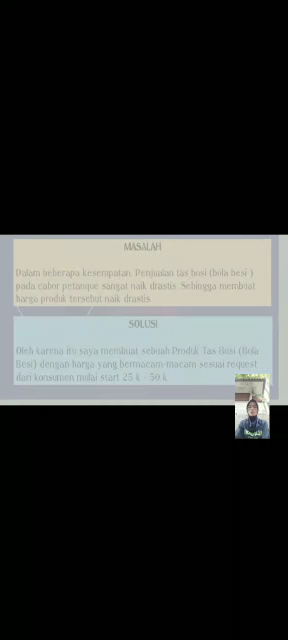 MASALAH
Dalam beberapa kesempatan. Penjualan tas bosi (bola besi )
pada cabor petanque sangat naik drastis. Sehingga membuat
harga produk tersebut naik drastis
SOLUSI
Oleh karena itu saya membuat sebuah Produk Tas Bosi (Bola
Besi) dengan harga yang bermacam-macam sesuai request
dari konsumen mulai start 25 k - 50 k